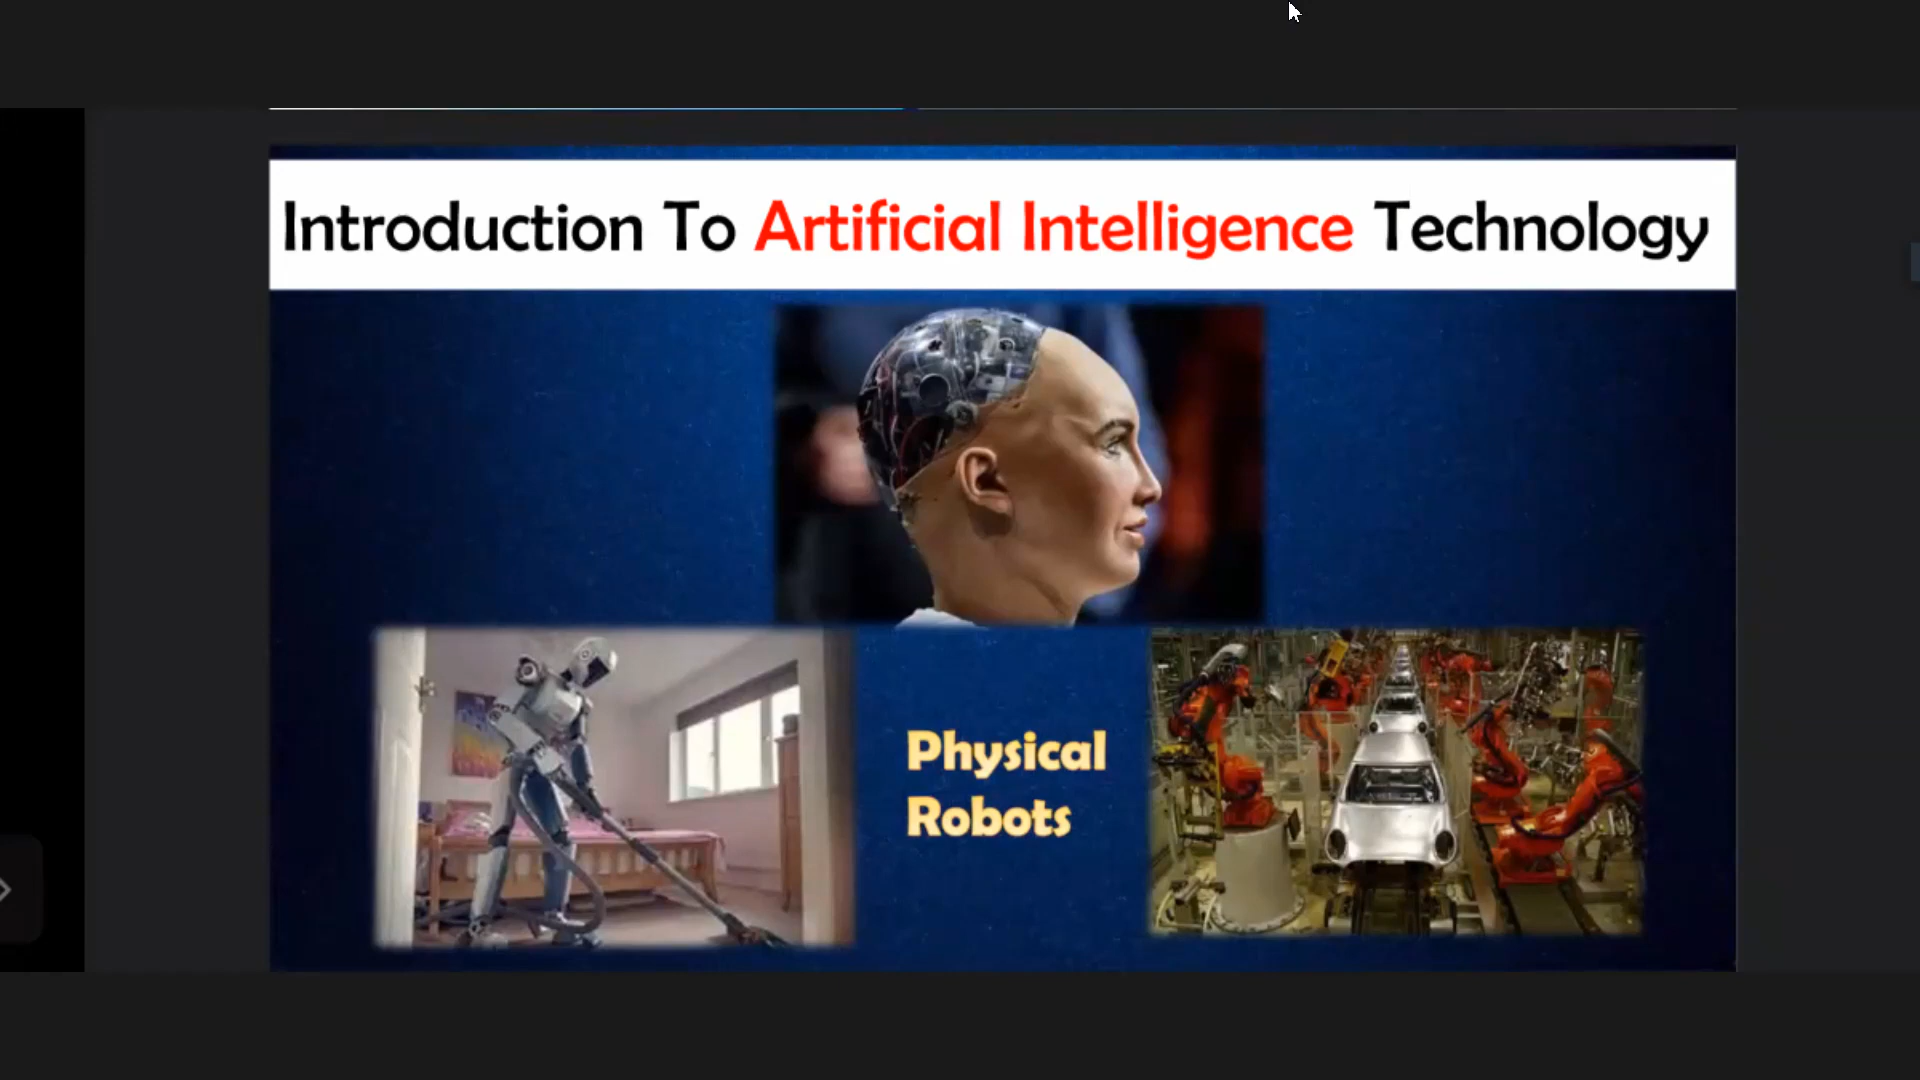 Introduction To Artificial Intelligence Technology
Physical
Robots